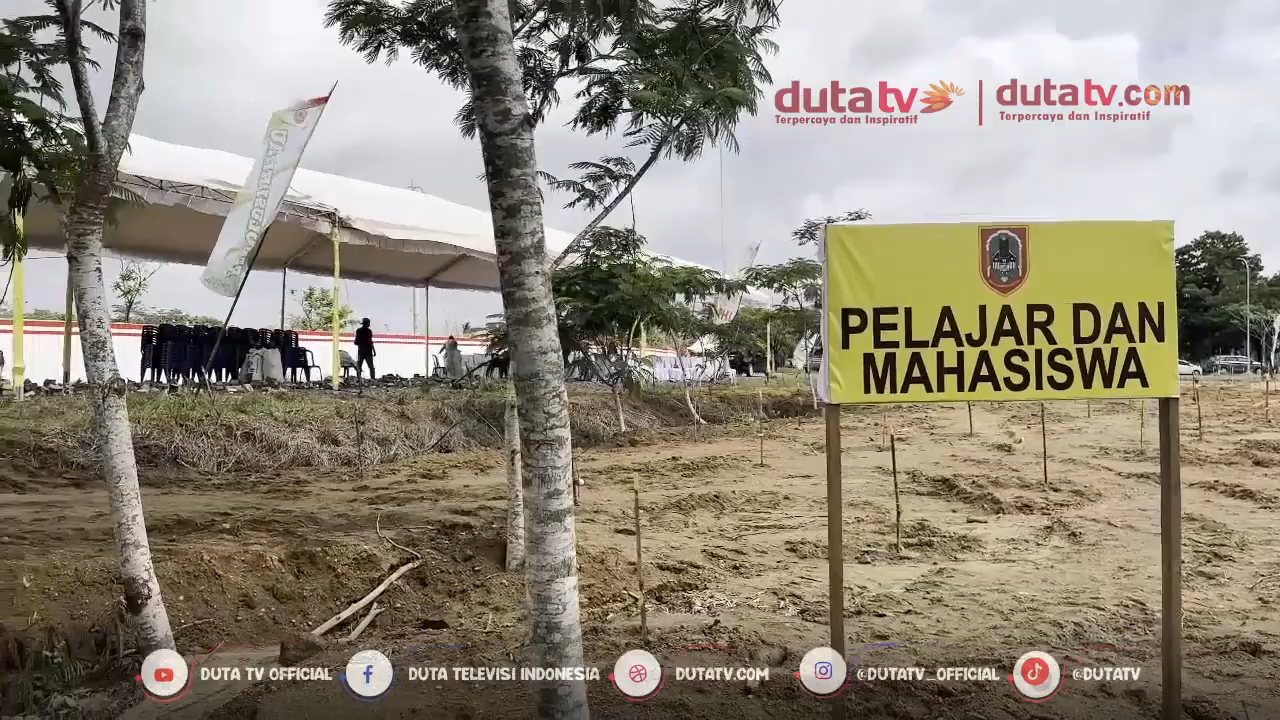 dutatv
Terpercaya dan Inspiratif
dutatv.com
Terpercaya dan Inspiratif
PELAJAR DAN
MAHASISWA
DUTA TV OFFICIAL
DUTA TELEVISI INDONESIA
DUTATV.COM
@DUTATV_OFFICIAL
@DUTATV